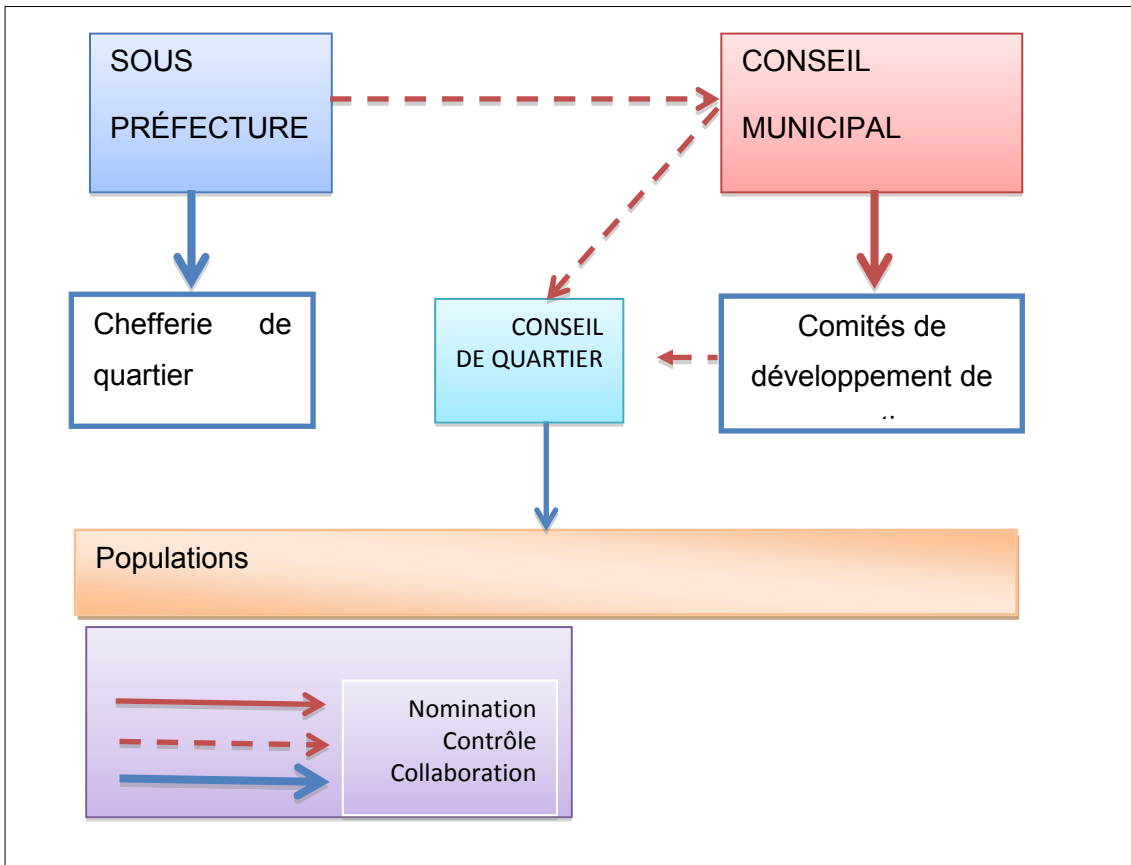 SOUS
PRÉFECTURE
CONSEIL
MUNICIPAL
Chefferie de
quartier
CONSEIL
DE QUARTIER
Comités de
développement de
Populations
Nomination
Contrôle
Collaboration